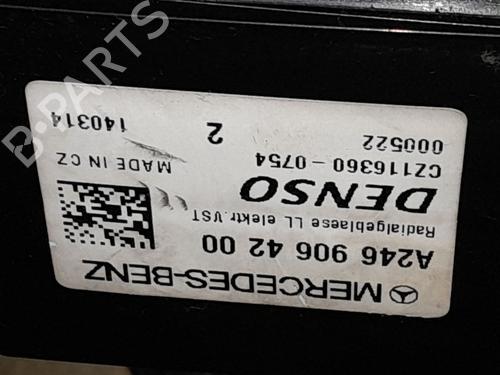 MERCEDES-BENZ
A246 906 42 00
Radialgeblaese LL elektr.VST
DENSO
MADE IN CZ
CZ116360-0754
000522
2
140314
B-PARTS